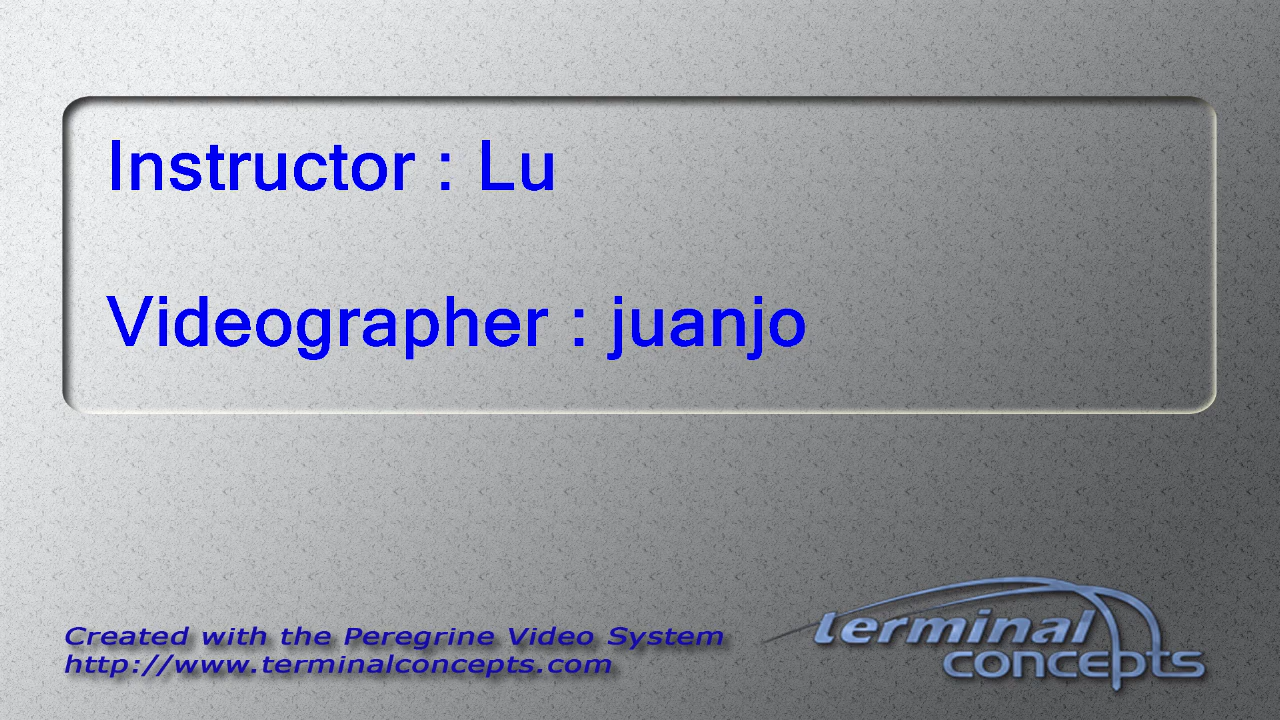 Instructor : Lu
Videographer : juanjo
Created with the Peregrine Video System
http://www.terminalconcepts.com
terminal
concepts